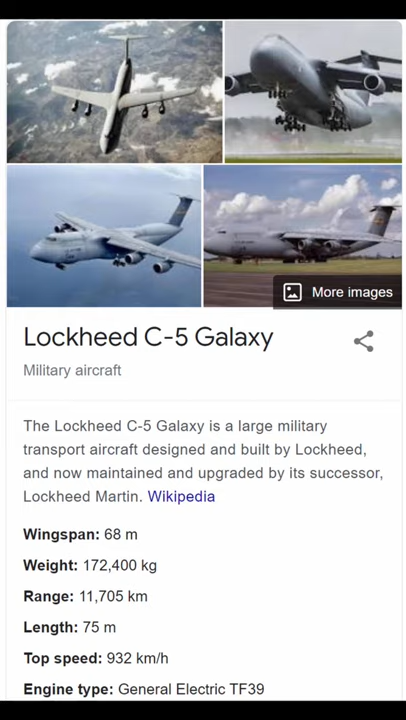 More images
Lockheed C-5 Galaxy
Military aircraft
The Lockheed C-5 Galaxy is a large military
transport aircraft designed and built by Lockheed,
and now maintained and upgraded by its successor,
Lockheed Martin. Wikipedia
Wingspan: 68 m
Weight: 172,400 kg
Range: 11,705 km
Length: 75 m
Top speed: 932 km/h
Engine type: General Electric TF39